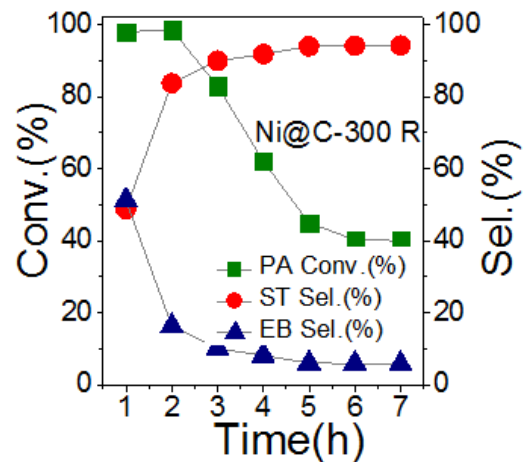 100 100
80 80
60 60
40 40
20 20
0 0
Conv.(%)
Sel.(%)
Ni@C-300 R
PA Conv.(%)
ST Sel.(%)
EB Sel.(%)
1 2 3 4 5 6 7
Time(h)